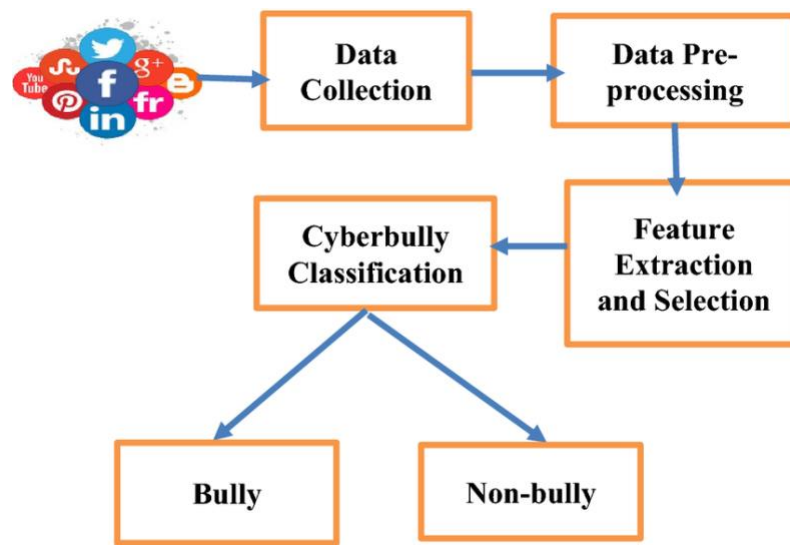 You
Tube
g+
f
fr
in
Data
Collection
Data Pre-
processing
Cyberbully
Classification
Feature
Extraction
and Selection
Bully
Non-bully